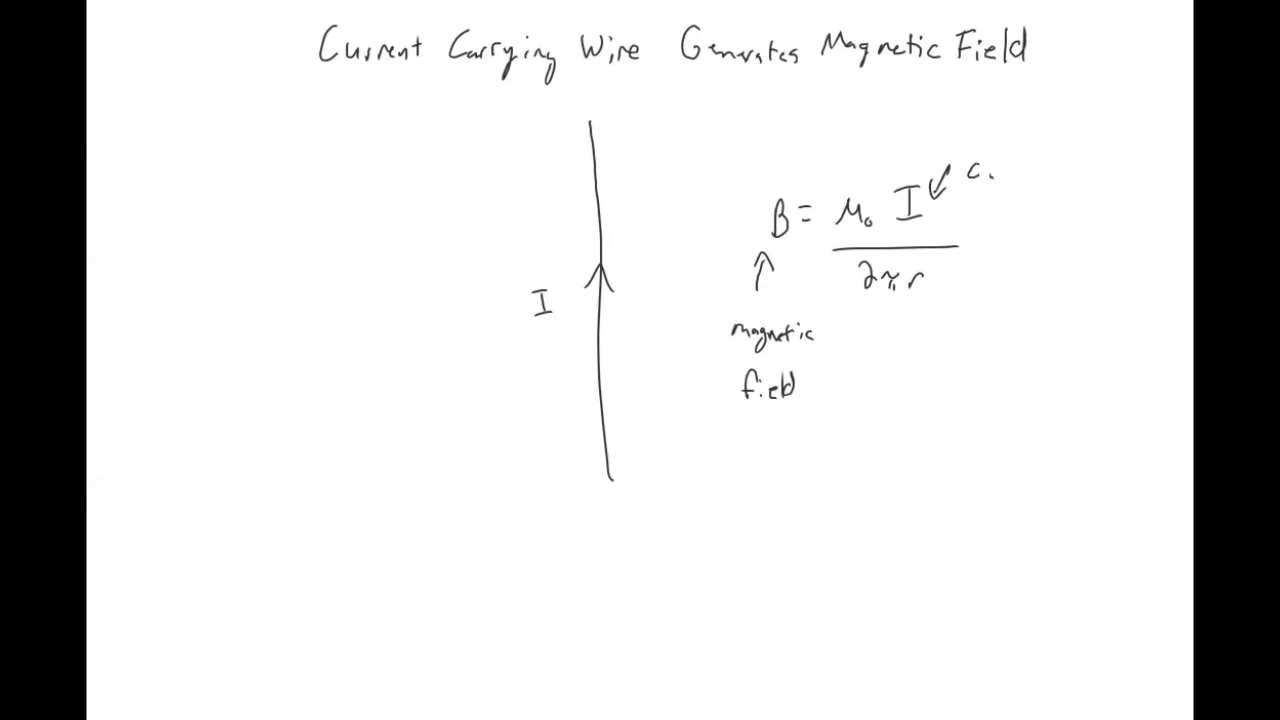 Current Carrying Wire Generates Magnetic Field
I
B = μ₀ I
2πr
c.
magnetic
field